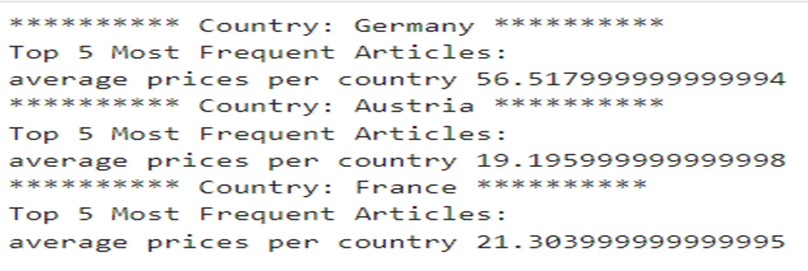 ********** Country: Germany **********
Top 5 Most Frequent Articles:
average prices per country 56.517999999999994
********** Country: Austria **********
Top 5 Most Frequent Articles:
average prices per country 19.195999999999998
********** Country: France **********
Top 5 Most Frequent Articles:
average prices per country 21.303999999999995